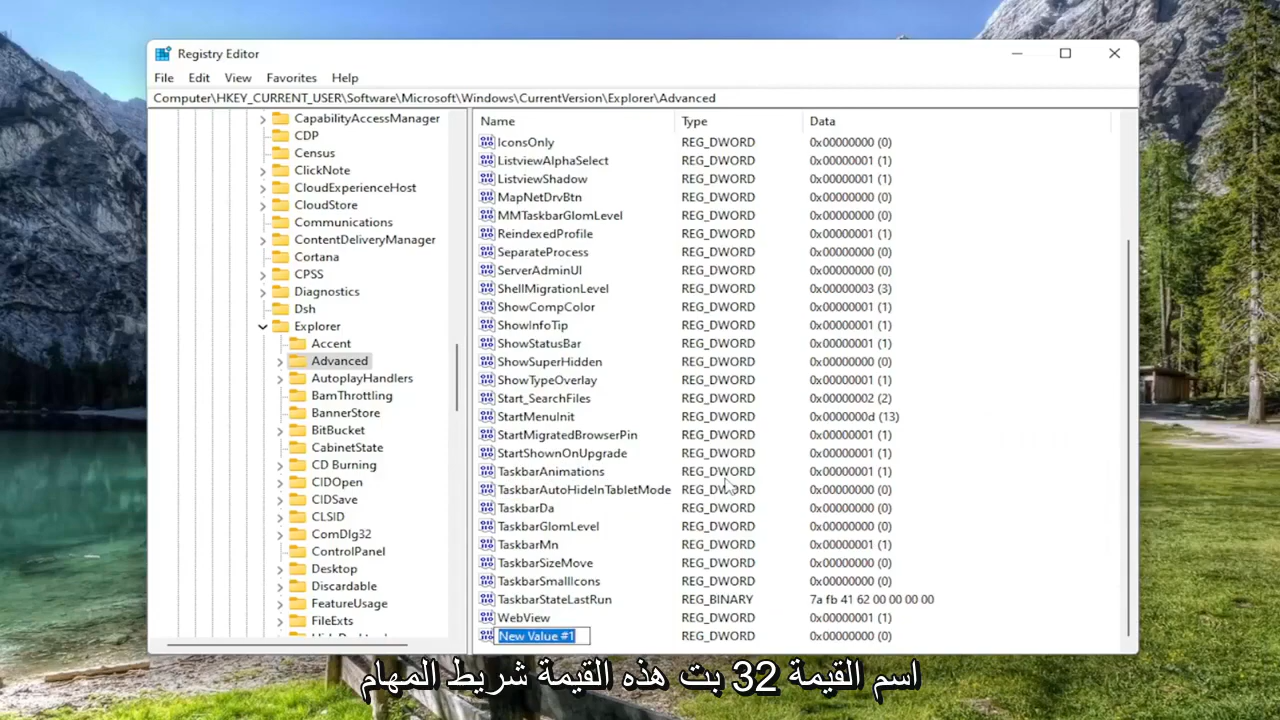 Registry Editor
File Edit View Favorites Help
Computer\HKEY_CURRENT_USER\Software\Microsoft\Windows\CurrentVersion\Explorer\Advanced
CapabilityAccessManager
CDP
Census
ClickNote
CloudExperienceHost
CloudStore
Communications
ContentDeliveryManager
Cortana
CPSS
Diagnostics
Dsh
Explorer
Accent
Advanced
AutoplayHandlers
BamThrottling
BannerStore
BitBucket
CabinetState
CD Burning
CIDOpen
CIDSave
CLSID
ComDlg32
ControlPanel
Desktop
Discardable
FeatureUsage
FileExts
Name Type Data
IconsOnly REG_DWORD 0x00000000 (0)
ListviewAlphaSelect REG_DWORD 0x00000001 (1)
ListviewShadow REG_DWORD 0x00000001 (1)
MapNetDrvBtn REG_DWORD 0x00000000 (0)
MMTaskbarGlomLevel REG_DWORD 0x00000000 (0)
ReindexedProfile REG_DWORD 0x00000001 (1)
SeparateProcess REG_DWORD 0x00000000 (0)
ServerAdminUI REG_DWORD 0x00000000 (0)
ShellMigrationLevel REG_DWORD 0x00000003 (3)
ShowCompColor REG_DWORD 0x00000001 (1)
ShowInfoTip REG_DWORD 0x00000001 (1)
ShowStatusBar REG_DWORD 0x00000001 (1)
ShowSuperHidden REG_DWORD 0x00000000 (0)
ShowTypeOverlay REG_DWORD 0x00000001 (1)
Start_SearchFiles REG_DWORD 0x00000002 (2)
StartMenuInit REG_DWORD 0x0000000d (13)
StartMigratedBrowserPin REG_DWORD 0x00000001 (1)
StartShownOnUpgrade REG_DWORD 0x00000001 (1)
TaskbarAnimations REG_DWORD 0x00000001 (1)
TaskbarAutoHideInTabletMode REG_DWORD 0x00000000 (0)
TaskbarDa REG_DWORD 0x00000000 (0)
TaskbarGlomLevel REG_DWORD 0x00000000 (0)
TaskbarMn REG_DWORD 0x00000001 (1)
TaskbarSizeMove REG_DWORD 0x00000000 (0)
TaskbarSmallIcons REG_DWORD 0x00000000 (0)
TaskbarStateLastRun REG_BINARY 7a fb 41 62 00 00 00 00
WebView REG_DWORD 0x00000001 (1)
New Value #1 REG_DWORD 0x00000000 (0)
اسم القيمة 32 بت هذه القيمة شريط المهام